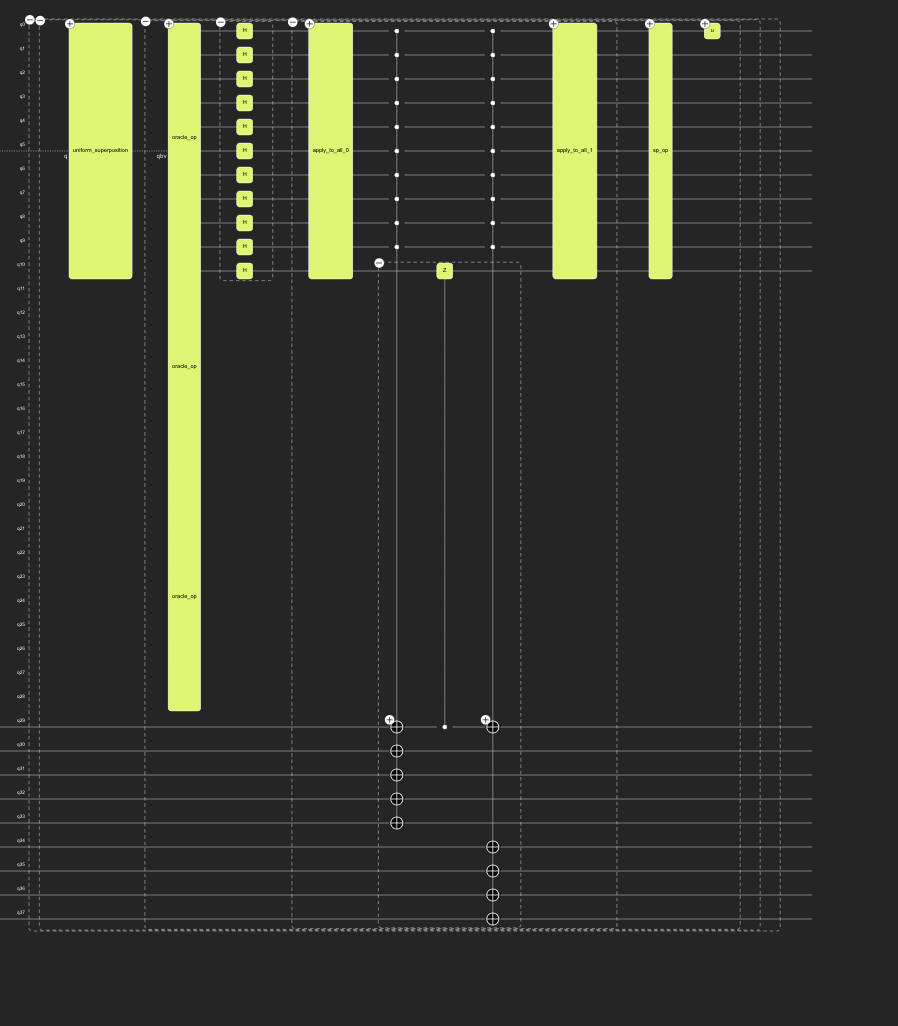 q0
q1
q2
q3
q4
q5
q6
q7
q8
q9
q10
q11
q12
q13
q14
q15
q16
q17
q18
q19
q20
q21
q22
q23
q24
q25
q26
q27
q28
q29
q30
q31
q32
q33
q34
q35
q36
q37
q
uniform_superposition
qbv
oracle_op
oracle_op
oracle_op
H
H
H
H
H
H
H
H
H
H
H
apply_to_all_0
Z
apply_to_all_1
sp_op
u